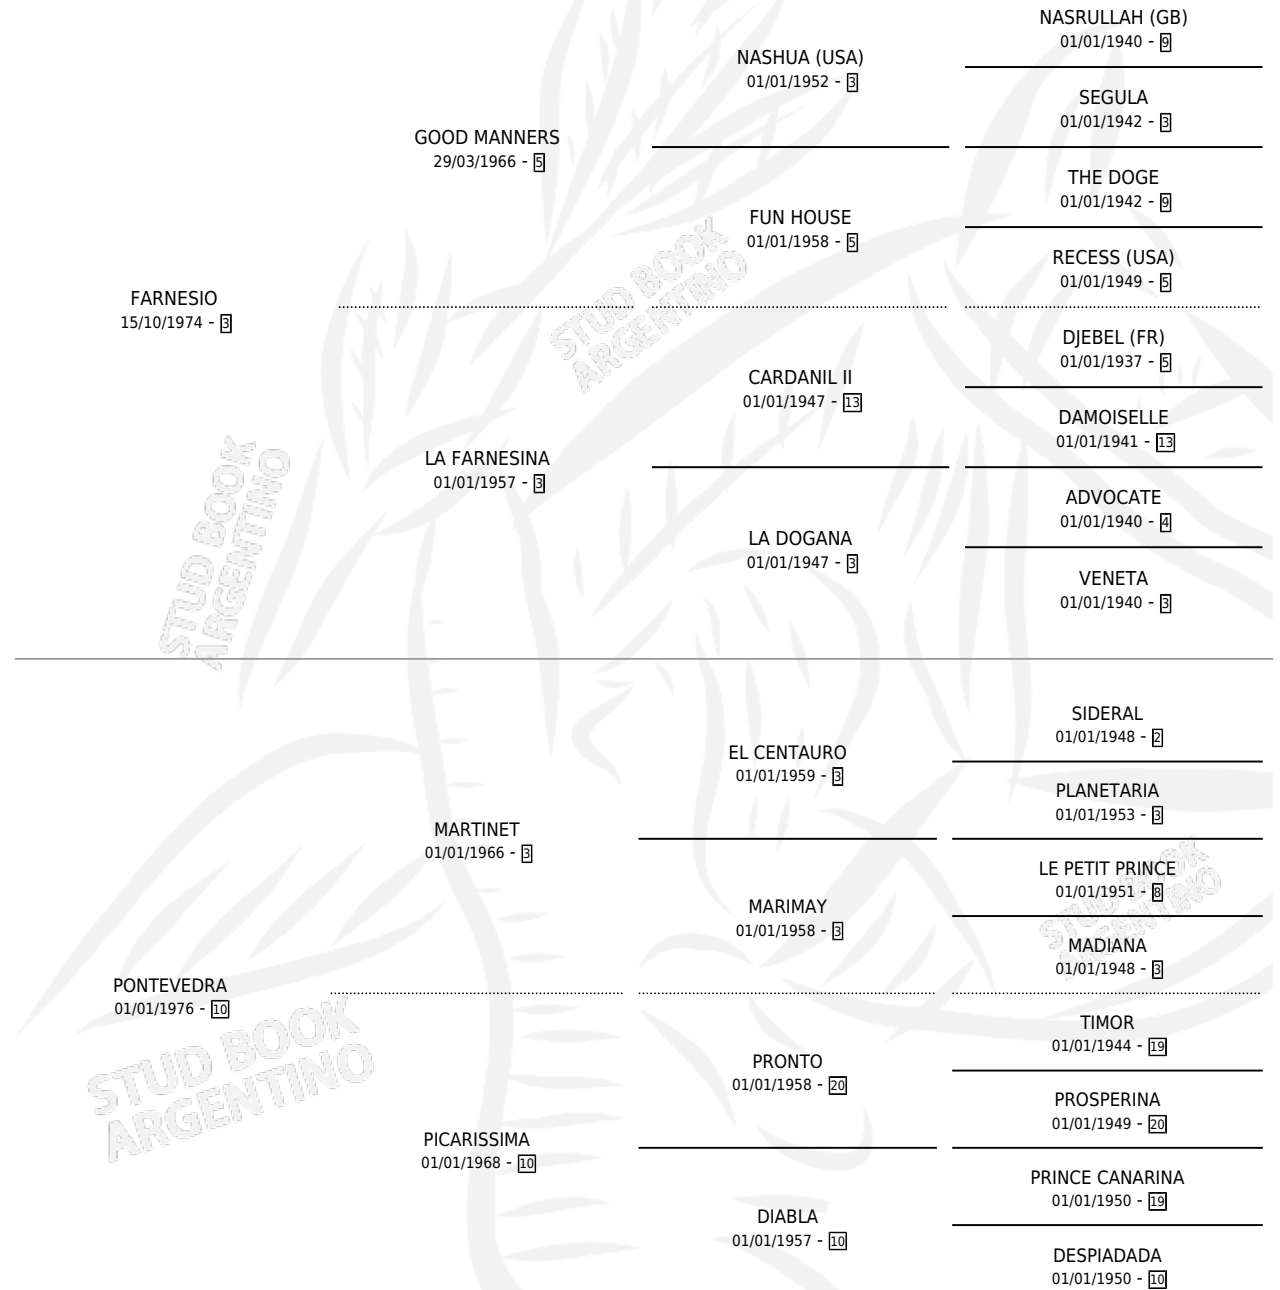 NASRULLAH (GB)
01/01/1940 - 9
NASHUA (USA)
01/01/1952 - 3
SEGULA
01/01/1942 - 3
GOOD MANNERS
29/03/1966 - 5
THE DOGE
01/01/1942 - 9
FUN HOUSE
01/01/1958 - 5
RECESS (USA)
01/01/1949 - 5
FARNESIO
15/10/1974 - 3
DJEBEL (FR)
01/01/1937 - 5
CARDANIL II
01/01/1947 - 13
DAMOISELLE
01/01/1941 - 13
LA FARNESINA
01/01/1957 - 3
ADVOCATE
01/01/1940 - 4
LA DOGANA
01/01/1947 - 3
VENETA
01/01/1940 - 3
SIDERAL
01/01/1948 - 2
EL CENTAURO
01/01/1959 - 3
PLANETARIA
01/01/1953 - 3
MARTINET
01/01/1966 - 3
LE PETIT PRINCE
01/01/1951 - 8
MARIMAY
01/01/1958 - 3
MADIANA
01/01/1948 - 3
PONTEVEDRA
01/01/1976 - 10
TIMOR
01/01/1944 - 19
PRONTO
01/01/1958 - 20
PROSPERINA
01/01/1949 - 20
PICARISSIMA
01/01/1968 - 10
PRINCE CANARINA
01/01/1950 - 19
DIABLA
01/01/1957 - 10
DESPIADADA
01/01/1950 - 10
STUD BOOK
ARGENTINO
STUD BOOK
ARGENTINO
STUD BOOK
ARGENTINO
STUD BOOK
ARGENTINO